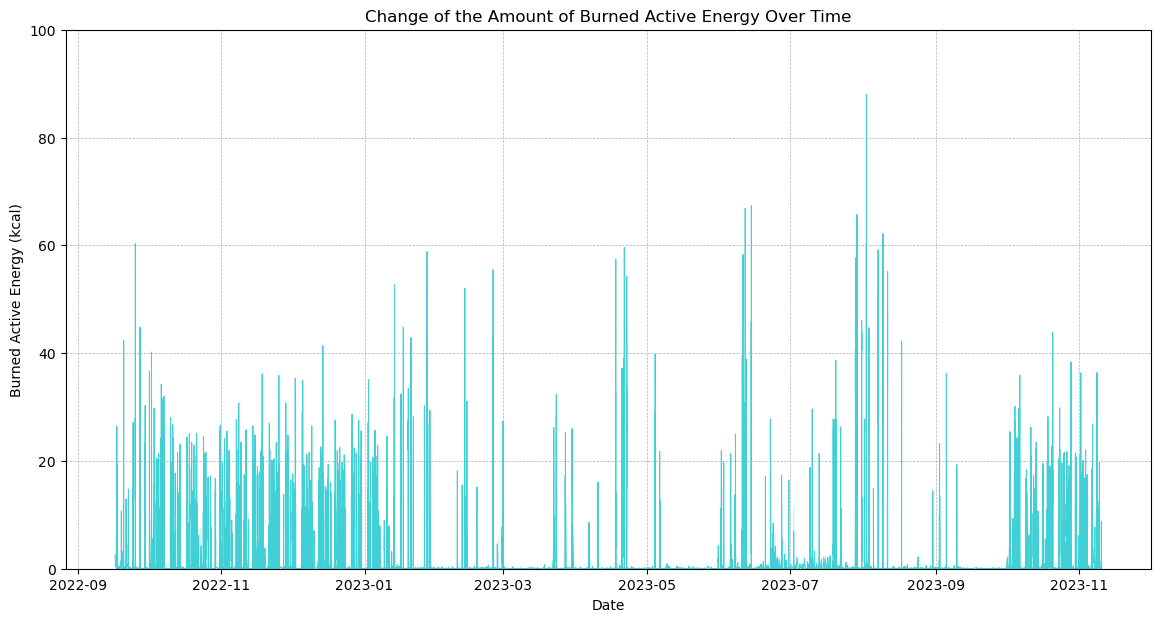 Change of the Amount of Burned Active Energy Over Time
100
80
60
40
20
0
Burned Active Energy (kcal)
2022-09 2022-11 2023-01 2023-03 2023-05 2023-07 2023-09 2023-11
Date